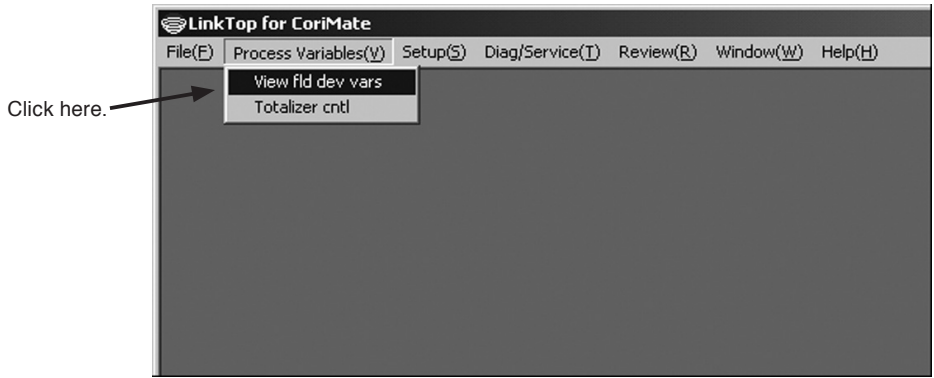 LinkTop for CoriMate
File(F) Process Variables(V) Setup(S) Diag/Service(T) Review(R) Window(W) Help(H)
View fld dev vars
Totalizer cntl
Click here.